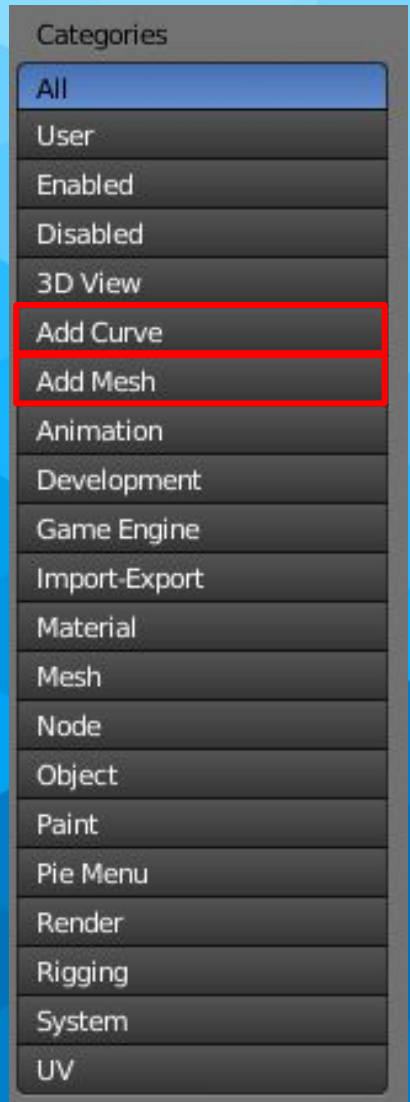 Categories
All
User
Enabled
Disabled
3D View
Add Curve
Add Mesh
Animation
Development
Game Engine
Import-Export
Material
Mesh
Node
Object
Paint
Pie Menu
Render
Rigging
System
UV